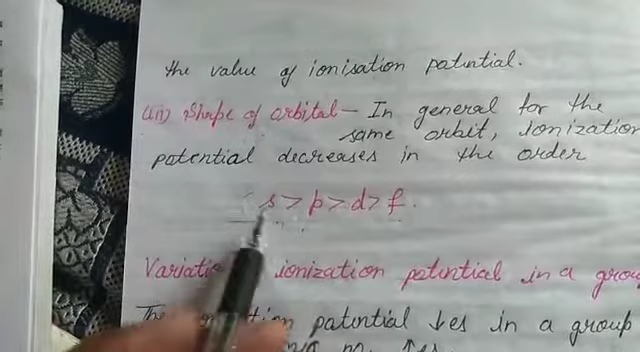 the value of ionisation potential.
(iii) Shape of orbital – In general for the
same orbit, ionization
potential decreases in the order
s > p > d > f.
ionization potential in a
potential ↓es in a group